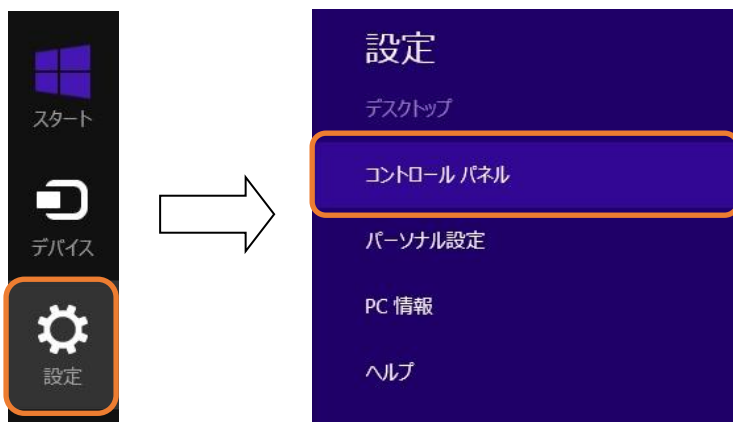 スタート
デバイス
設定
設定
デスクトップ
コントロール パネル
パーソナル設定
PC 情報
ヘルプ